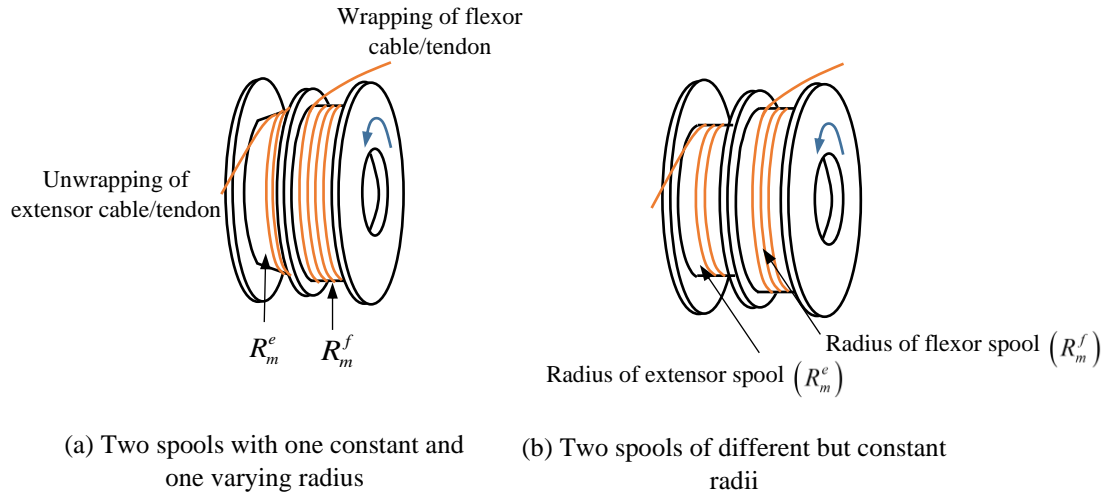 Wrapping of flexor
cable/tendon
Unwrapping of
extensor cable/tendon
R_m^e
R_m^f
Radius of flexor spool (R_m^f)
Radius of extensor spool (R_m^e)
(a) Two spools with one constant and
one varying radius
(b) Two spools of different but constant
radii